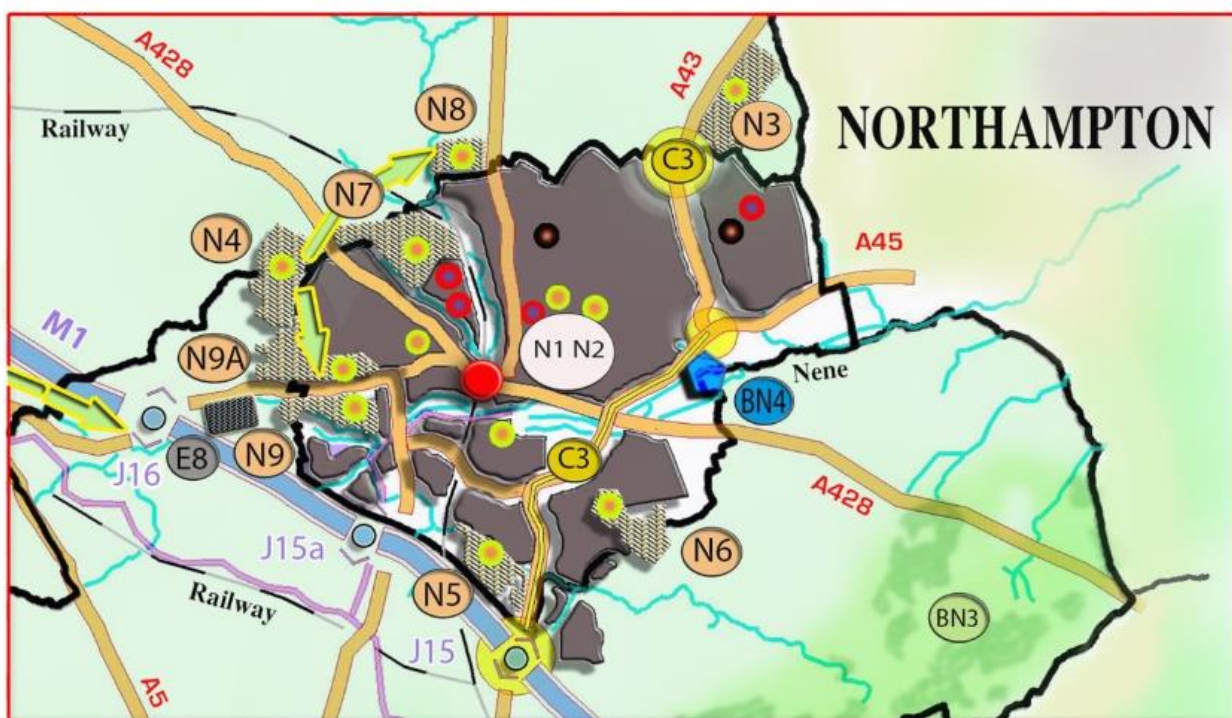 A428
A43
N8
Railway
N3
NORTHAMPTON
C3
N7
N4
A45
M1
N1 N2
N9A
Nene
BN4
E8
N9
C3
J16
A428
J15a
N6
N5
Railway
BN3
J15
A5